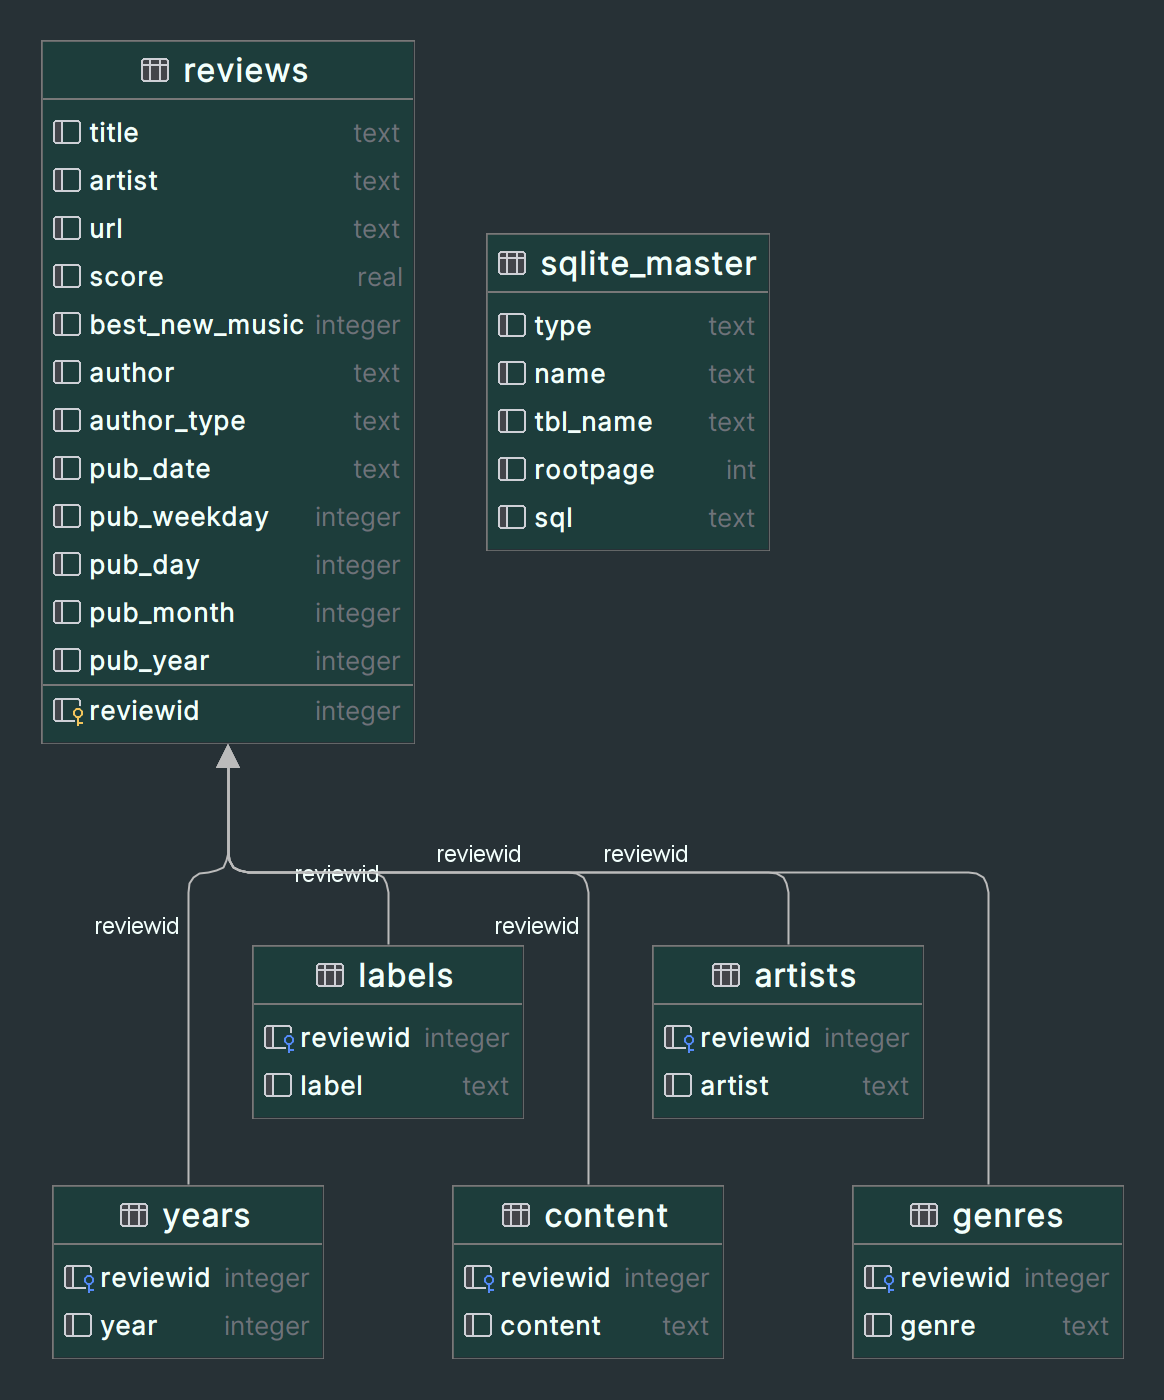 reviews
title text
artist text
url text
score real
best_new_music integer
author text
author_type text
pub_date text
pub_weekday integer
pub_day integer
pub_month integer
pub_year integer
reviewid integer
sqlite_master
type text
name text
tbl_name text
rootpage int
sql text
reviewid
reviewid
reviewid
reviewid
reviewid
labels
reviewid integer
label text
artists
reviewid integer
artist text
years
reviewid integer
year integer
content
reviewid integer
content text
genres
reviewid integer
genre text